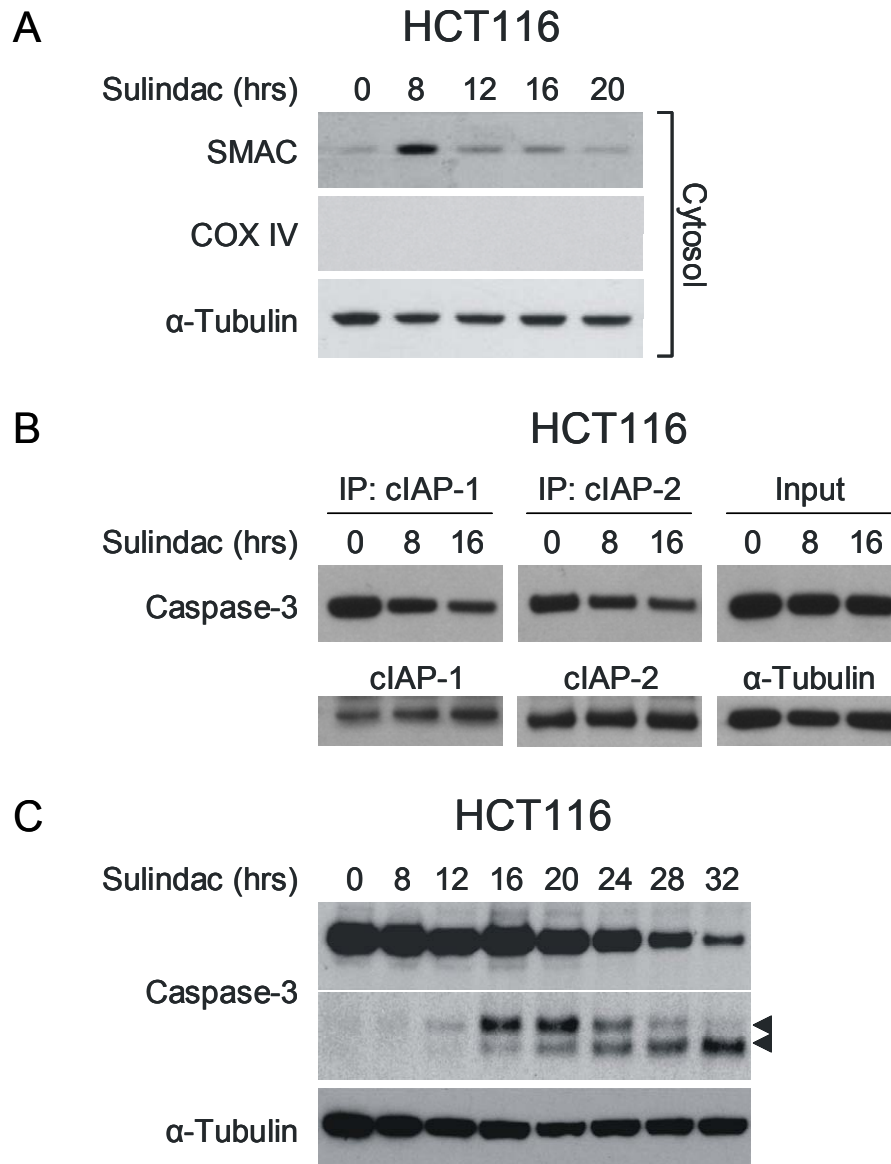 A
HCT116
Sulindac (hrs) 0 8 12 16 20
SMAC
COX IV
α-Tubulin
Cytosol
B
HCT116
IP: cIAP-1 IP: cIAP-2 Input
Sulindac (hrs) 0 8 16 0 8 16 0 8 16
Caspase-3
cIAP-1 cIAP-2 α-Tubulin
C
HCT116
Sulindac (hrs) 0 8 12 16 20 24 28 32
Caspase-3
α-Tubulin